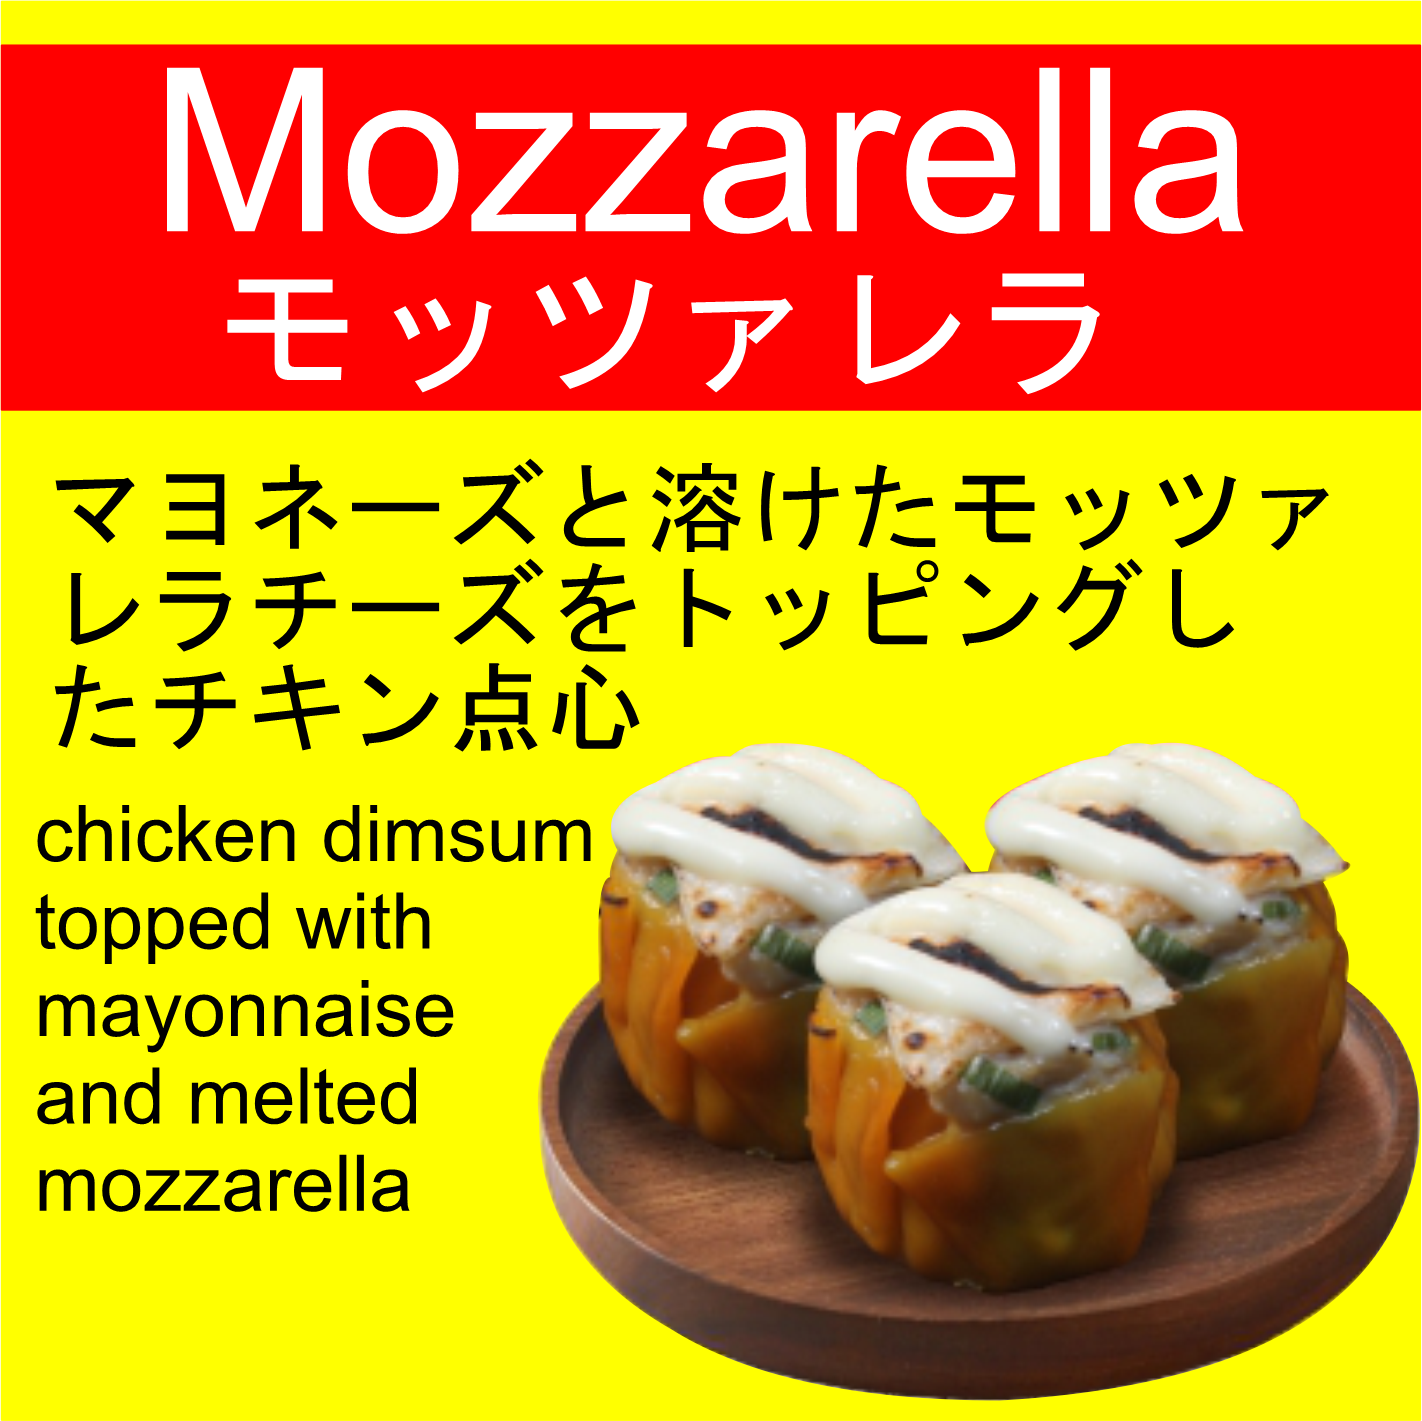 Mozzarella
モッツァレラ
マヨネーズと溶けたモッツァ
レラチーズをトッピングし
たチキン点心
chicken dimsum
topped with
mayonnaise
and melted
mozzarella